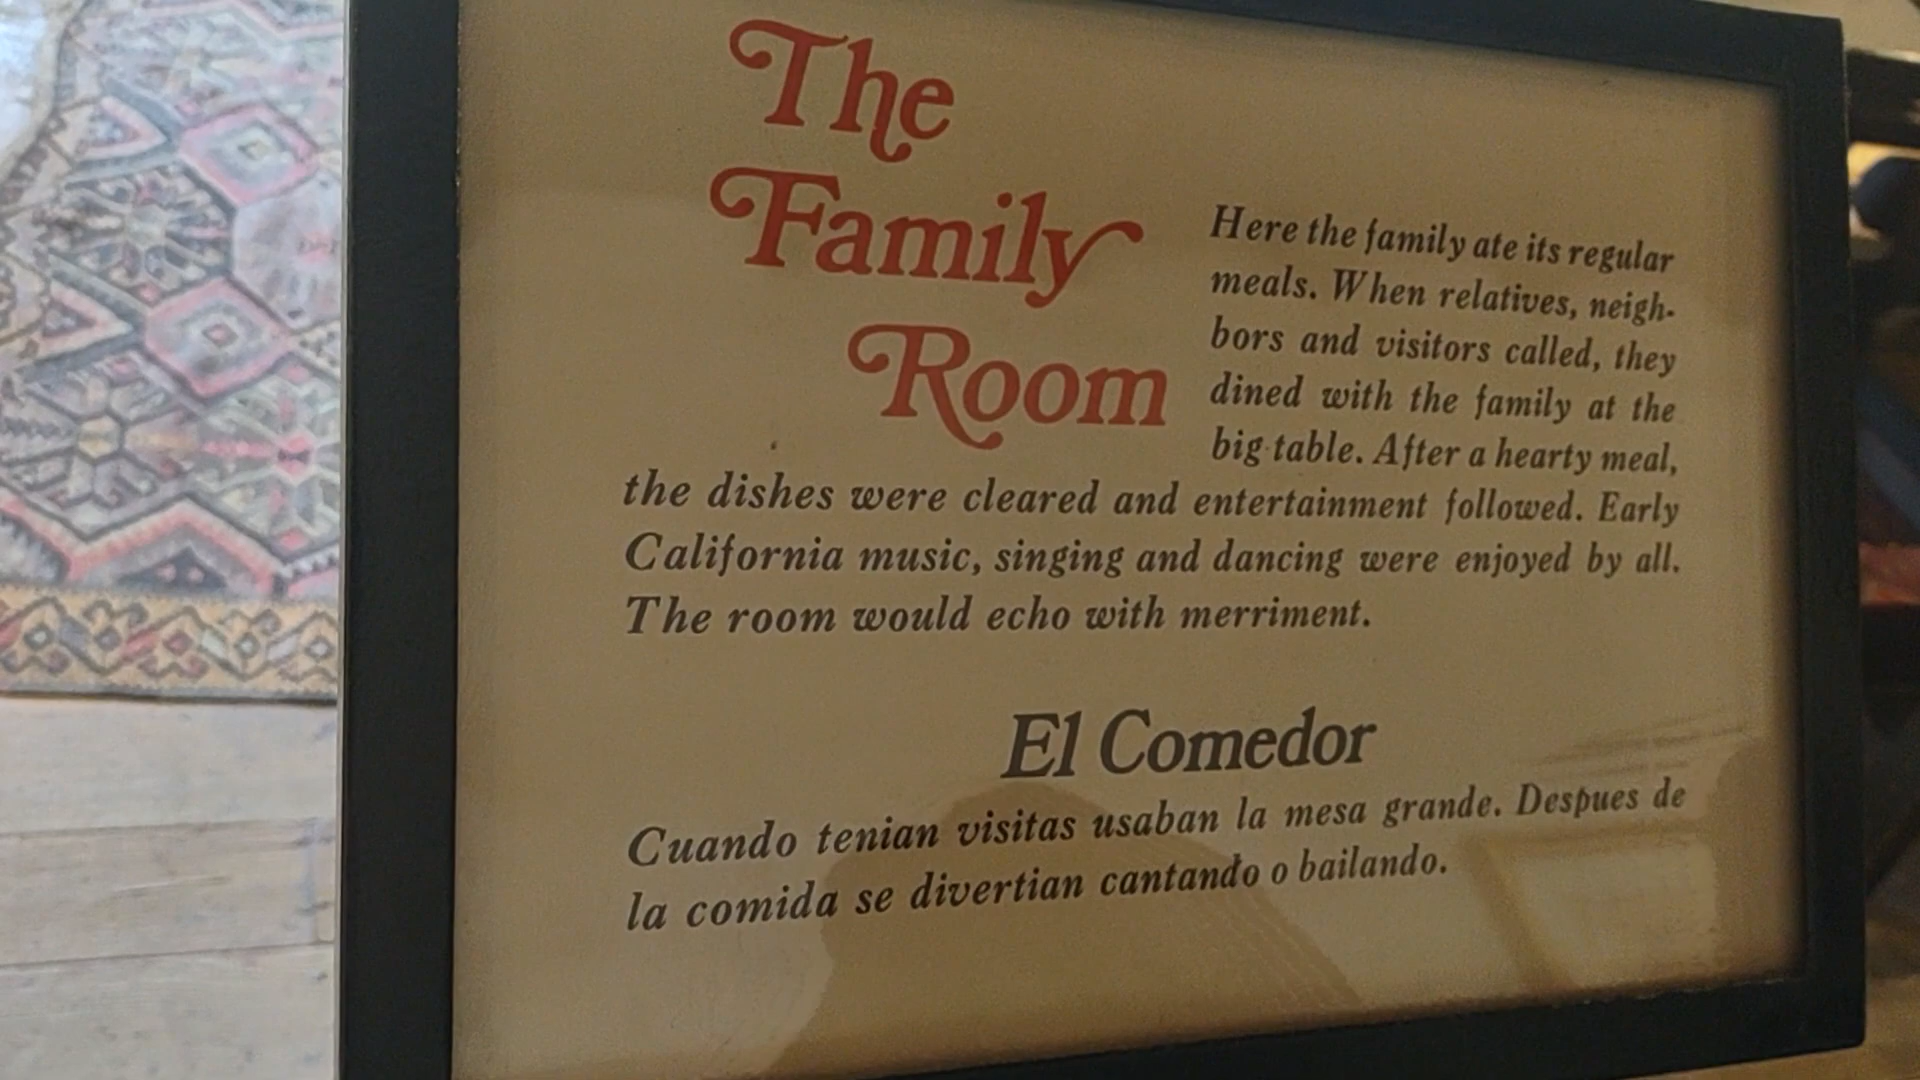 The
Family
Room
Here the family ate its regular
meals. When relatives, neigh-
bors and visitors called, they
dined with the family at the
big table. After a hearty meal,
the dishes were cleared and entertainment followed. Early
California music, singing and dancing were enjoyed by all.
The room would echo with merriment.
El Comedor
Cuando tenian visitas usaban la mesa grande. Despues de
la comida se divertian cantando o bailando.